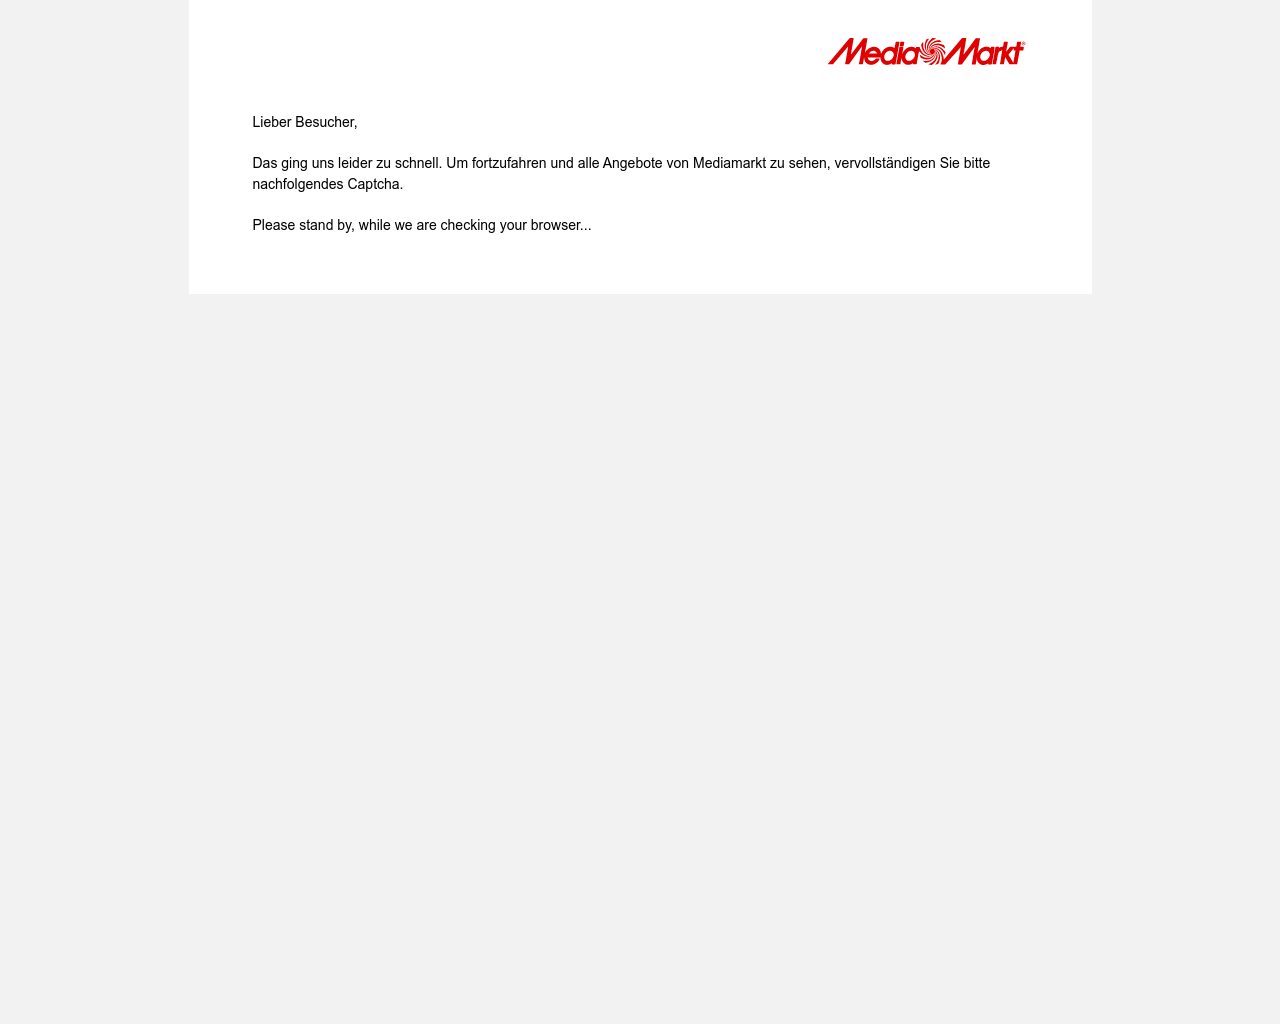 MediaMarkt®
Lieber Besucher,
Das ging uns leider zu schnell. Um fortzufahren und alle Angebote von Mediamarkt zu sehen, vervollständigen Sie bitte
nachfolgendes Captcha.
Please stand by, while we are checking your browser...